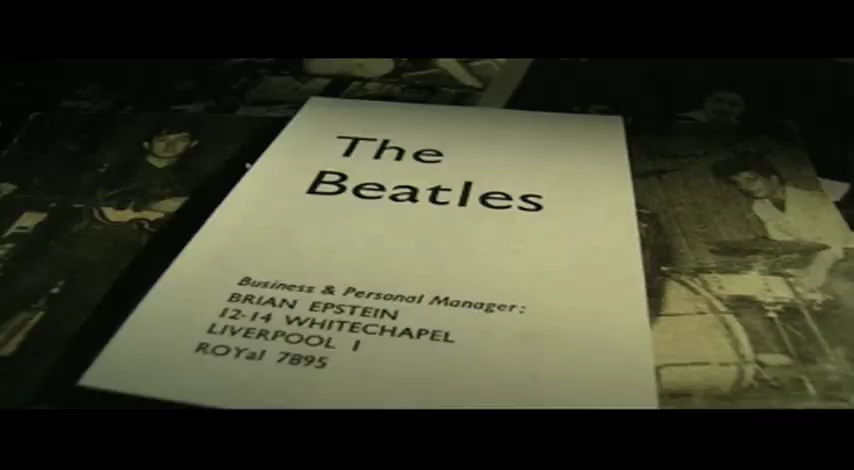 The
Beatles
Business & Personal Manager:
BRIAN EPSTEIN
12-14 WHITECHAPEL
LIVERPOOL 1
ROYal 7895